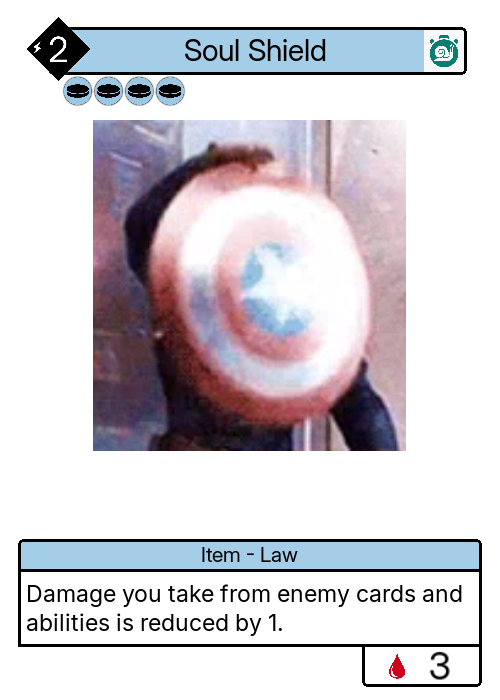 2
Soul Shield
Item - Law
Damage you take from enemy cards and
abilities is reduced by 1.
3